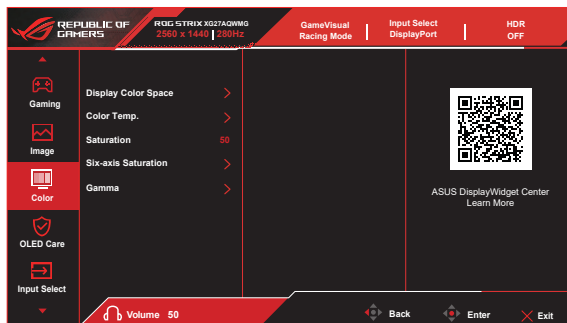 REPUBLIC OF
GAMERS
ROG STRIX XG27AQWMG
2560 x 1440 280Hz
GameVisual
Racing Mode
Input Select
DisplayPort
HDR
OFF
Gaming
Image
Color
OLED Care
Input Select
Display Color Space
Color Temp.
Saturation 50
Six-axis Saturation
Gamma
ASUS DisplayWidget Center
Learn More
Volume 50
Back
Enter
Exit